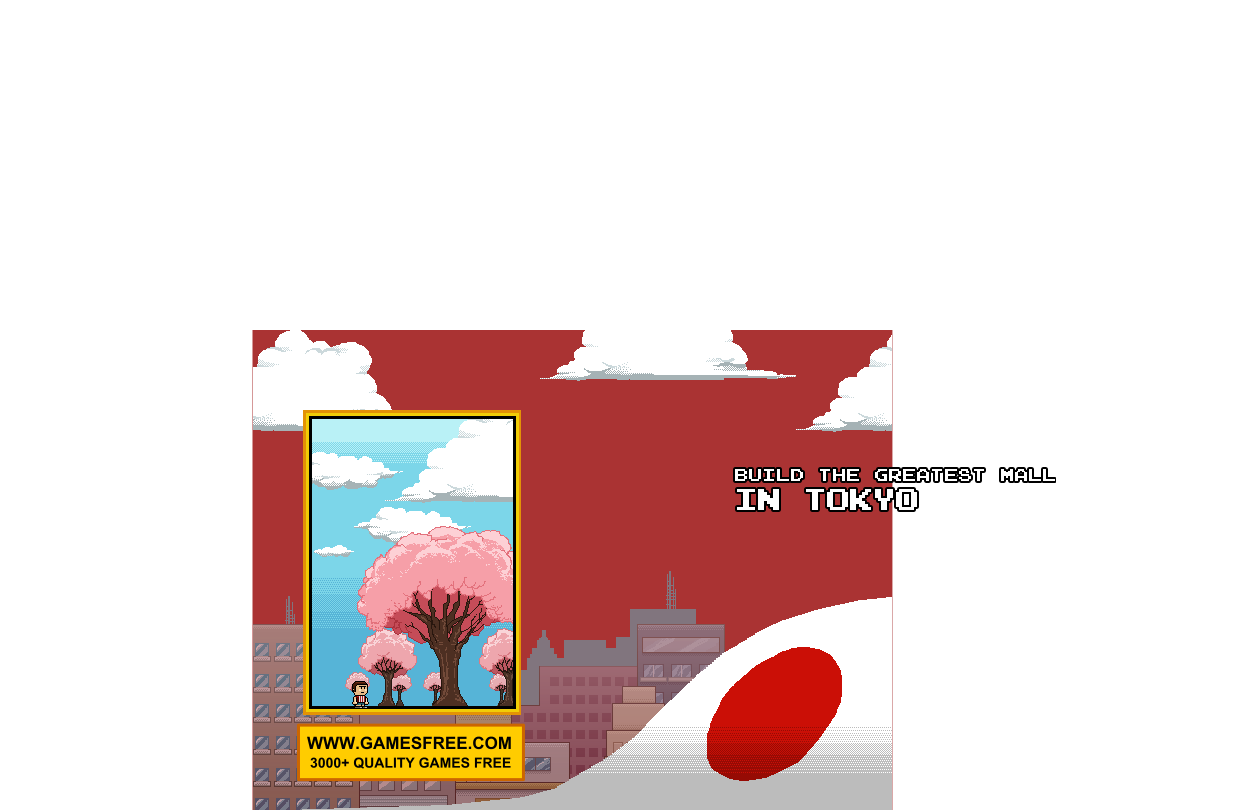 BUILD THE GREATEST MALL
IN TOKYO
WWW.GAMESFREE.COM
3000+ QUALITY GAMES FREE